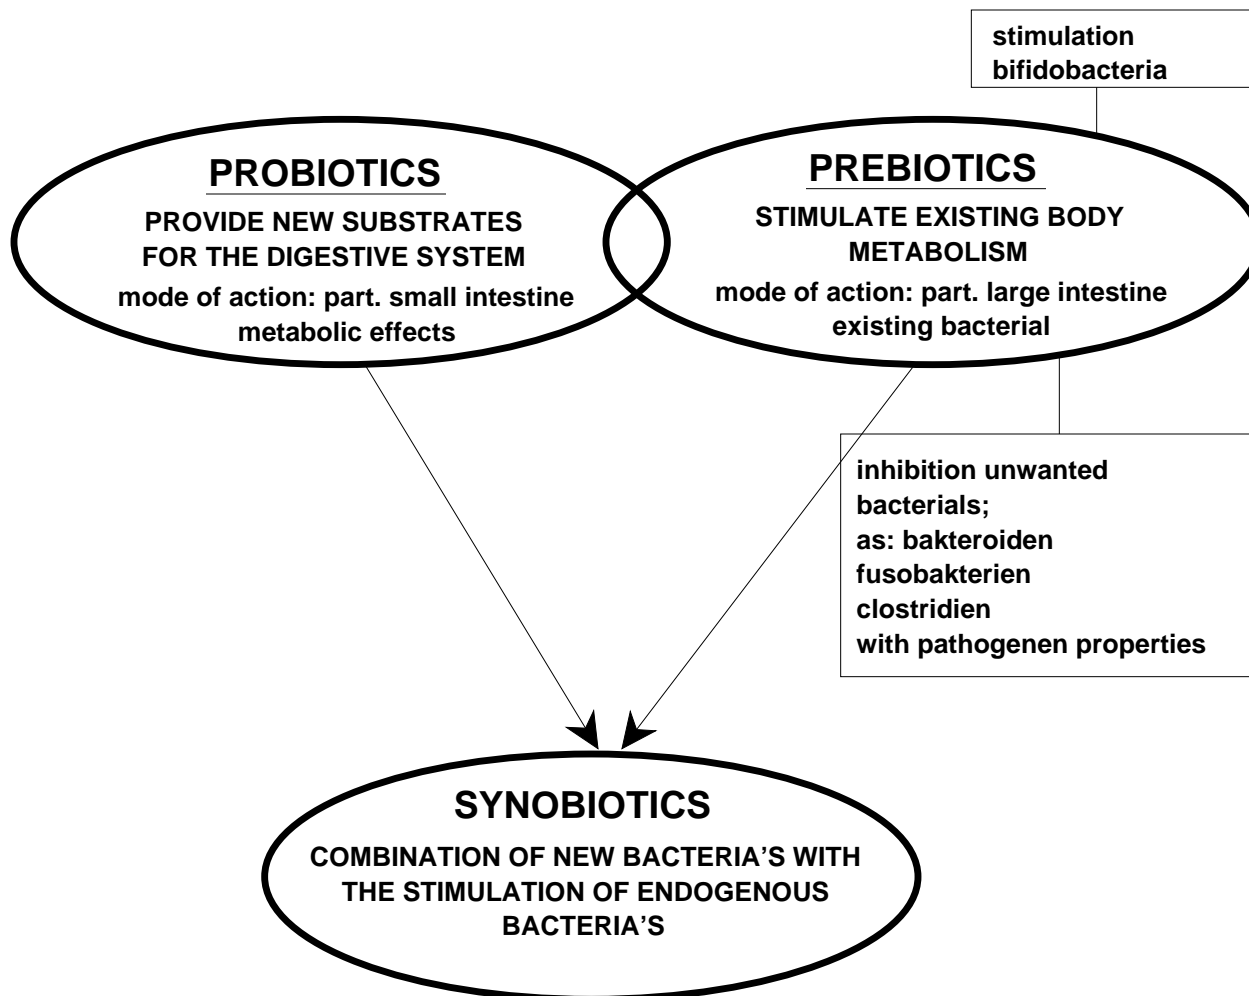 stimulation
bifidobacteria
PROBIOTICS
PROVIDE NEW SUBSTRATES
FOR THE DIGESTIVE SYSTEM
mode of action: part. small intestine
metabolic effects
PREBIOTICS
STIMULATE EXISTING BODY
METABOLISM
mode of action: part. large intestine
existing bacterial
inhibition unwanted
bacterials;
as: bakteroiden
fusobakterien
clostridien
with pathogenen properties
SYNOBIOTICS
COMBINATION OF NEW BACTERIA’S WITH
THE STIMULATION OF ENDOGENOUS
BACTERIA’S